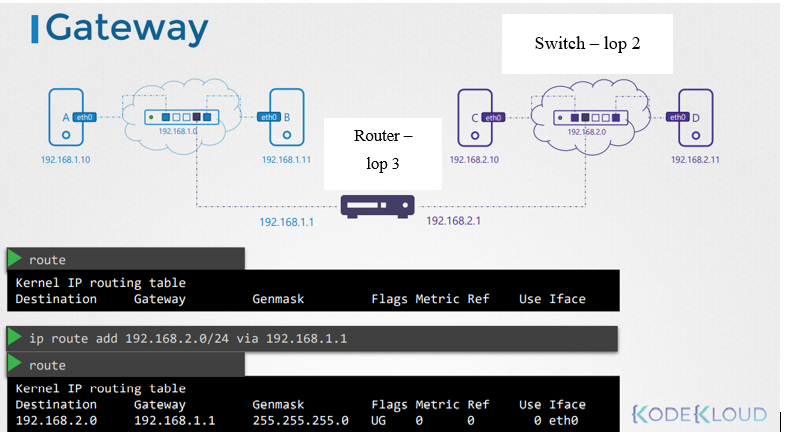 Gateway
Switch – lop 2
A eth0
eth0 B
C eth0
eth0 D
192.168.1.0
192.168.2.0
192.168.1.10
192.168.1.11
Router –
lop 3
192.168.2.10
192.168.2.11
192.168.1.1
192.168.2.1
route
Kernel IP routing table
Destination Gateway Genmask Flags Metric Ref Use Iface
ip route add 192.168.2.0/24 via 192.168.1.1
route
Kernel IP routing table
Destination Gateway Genmask Flags Metric Ref Use Iface
192.168.2.0 192.168.1.1 255.255.255.0 UG 0 0 0 eth0
KODEKLOUD